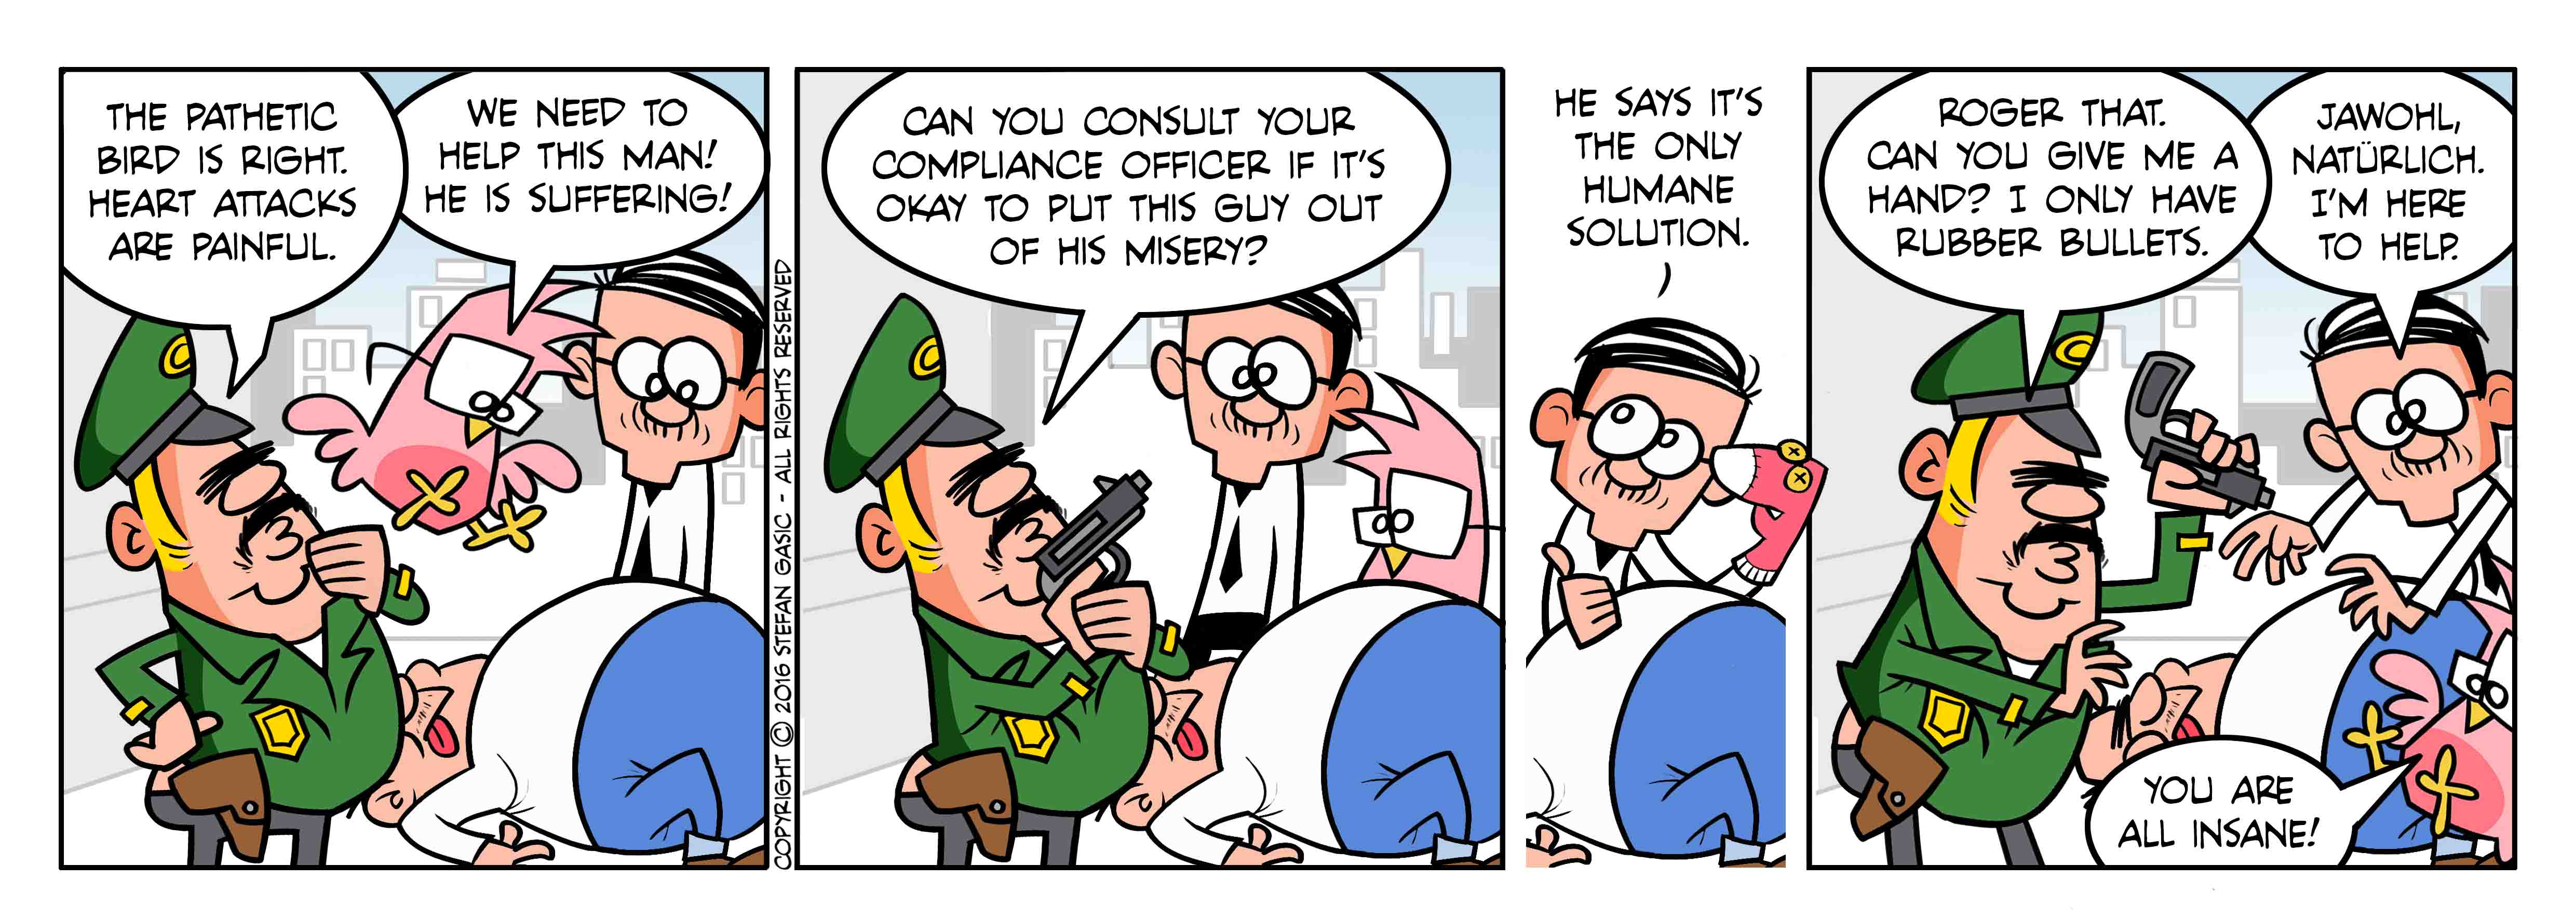 THE PATHETIC
BIRD IS RIGHT.
HEART ATTACKS
ARE PAINFUL.
WE NEED TO
HELP THIS MAN!
HE IS SUFFERING!
COPYRIGHT © 2016 STEFAN GASIC - ALL RIGHTS RESERVED
CAN YOU CONSULT YOUR
COMPLIANCE OFFICER IF IT'S
OKAY TO PUT THIS GUY OUT
OF HIS MISERY?
HE SAYS IT'S
THE ONLY
HUMANE
SOLUTION.
ROGER THAT.
CAN YOU GIVE ME A
HAND? I ONLY HAVE
RUBBER BULLETS.
JAWOHL,
NATÜRLICH.
I'M HERE
TO HELP.
YOU ARE
ALL INSANE!